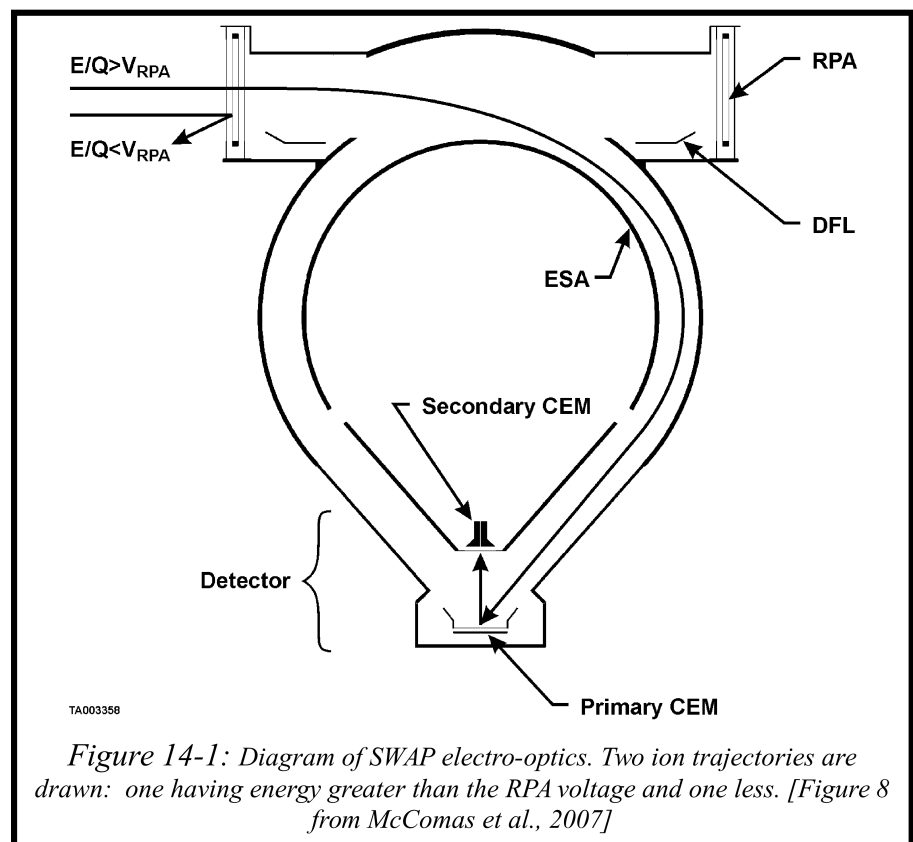 E/Q>V_RPA
RPA
E/Q<V_RPA
DFL
ESA
Secondary CEM
Detector
Primary CEM
TA003358
Figure 14-1: Diagram of SWAP electro-optics. Two ion trajectories are
drawn: one having energy greater than the RPA voltage and one less. [Figure 8
from McComas et al., 2007]